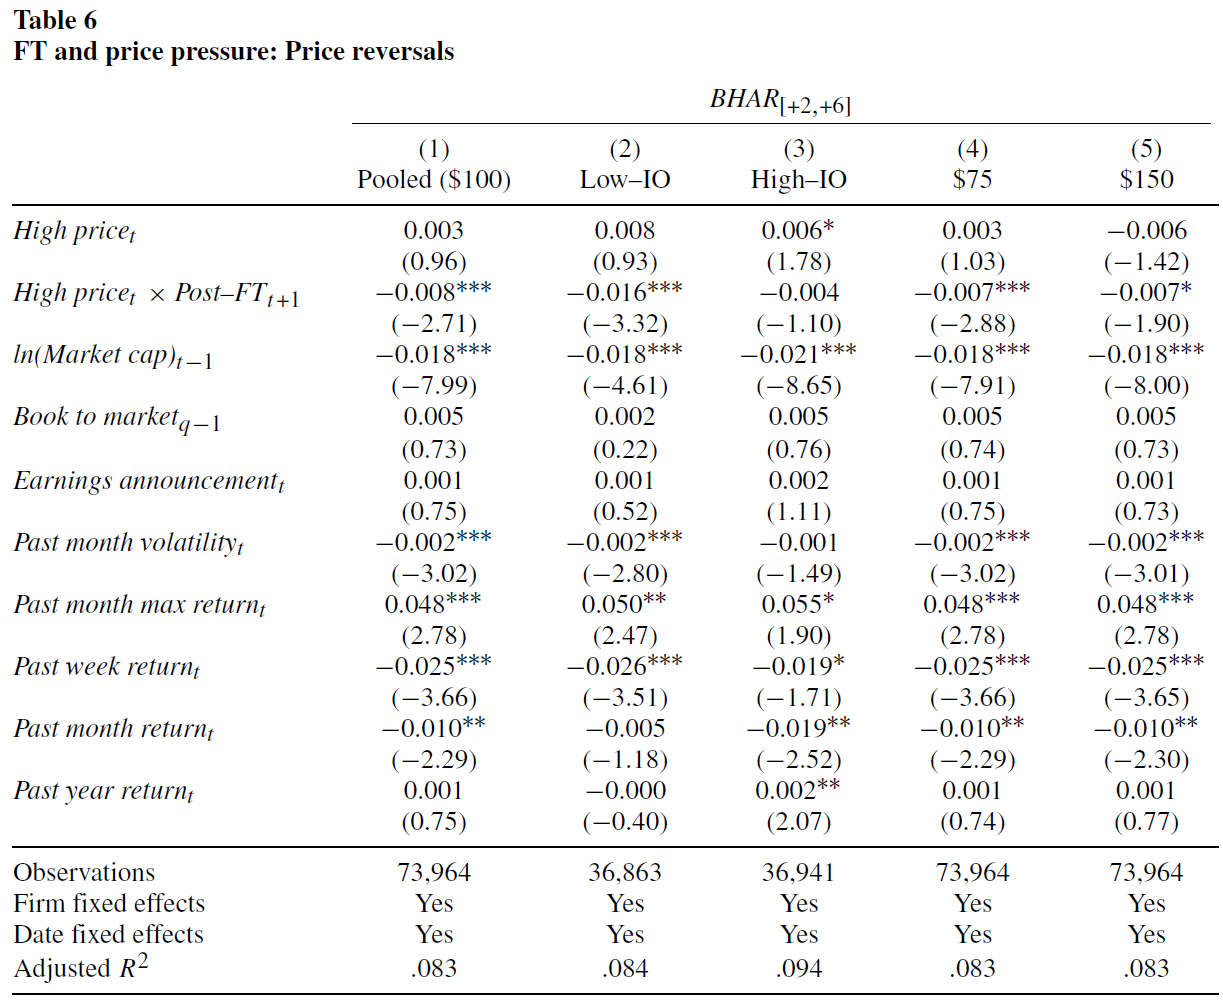 Table 6
FT and price pressure: Price reversals
BHAR[+2,+6]
(1) (2) (3) (4) (5)
Pooled ($100) Low–IO High–IO $75 $150
High price_t 0.003 0.008 0.006* 0.003 −0.006
(0.96) (0.93) (1.78) (1.03) (−1.42)
High price_t × Post–FT_t+1 −0.008*** −0.016*** −0.004 −0.007*** −0.007*
(−2.71) (−3.32) (−1.10) (−2.88) (−1.90)
ln(Market cap)_t−1 −0.018*** −0.018*** −0.021*** −0.018*** −0.018***
(−7.99) (−4.61) (−8.65) (−7.91) (−8.00)
Book to market_q−1 0.005 0.002 0.005 0.005 0.005
(0.73) (0.22) (0.76) (0.74) (0.73)
Earnings announcement_t 0.001 0.001 0.002 0.001 0.001
(0.75) (0.52) (1.11) (0.75) (0.73)
Past month volatility_t −0.002*** −0.002*** −0.001 −0.002*** −0.002***
(−3.02) (−2.80) (−1.49) (−3.02) (−3.01)
Past month max return_t 0.048*** 0.050** 0.055* 0.048*** 0.048***
(2.78) (2.47) (1.90) (2.78) (2.78)
Past week return_t −0.025*** −0.026*** −0.019* −0.025*** −0.025***
(−3.66) (−3.51) (−1.71) (−3.66) (−3.65)
Past month return_t −0.010** −0.005 −0.019** −0.010** −0.010**
(−2.29) (−1.18) (−2.52) (−2.29) (−2.30)
Past year return_t 0.001 −0.000 0.002** 0.001 0.001
(0.75) (−0.40) (2.07) (0.74) (0.77)
Observations 73,964 36,863 36,941 73,964 73,964
Firm fixed effects Yes Yes Yes Yes Yes
Date fixed effects Yes Yes Yes Yes Yes
Adjusted R² .083 .084 .094 .083 .083